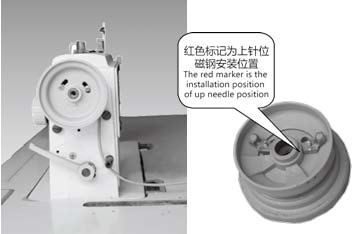 红色标记为上针位
磁钢安装位置
The red marker is the
installation position
of up needle position